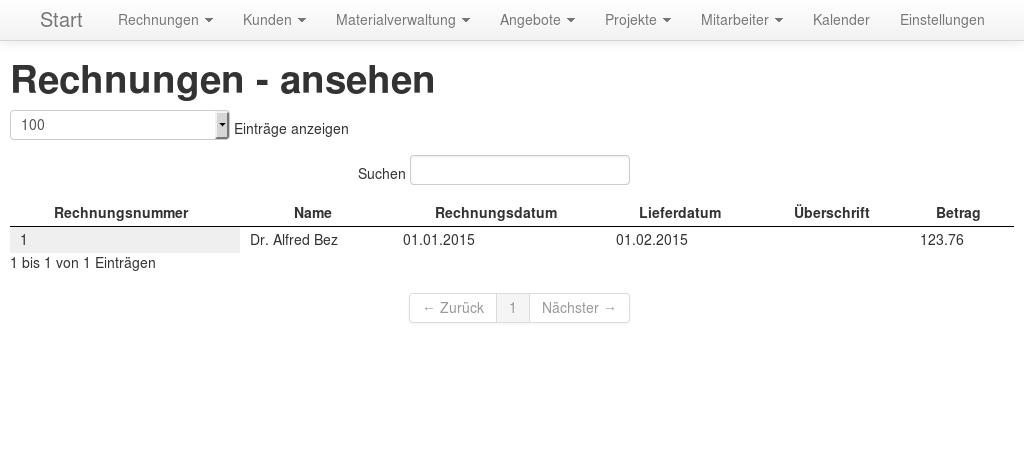 Start Rechnungen Kunden Materialverwaltung Angebote Projekte Mitarbeiter Kalender Einstellungen
Rechnungen - ansehen
100 Einträge anzeigen
Suchen
Rechnungsnummer Name Rechnungsdatum Lieferdatum Überschrift Betrag
1 Dr. Alfred Bez 01.01.2015 01.02.2015 123.76
1 bis 1 von 1 Einträgen
← Zurück 1 Nächster →